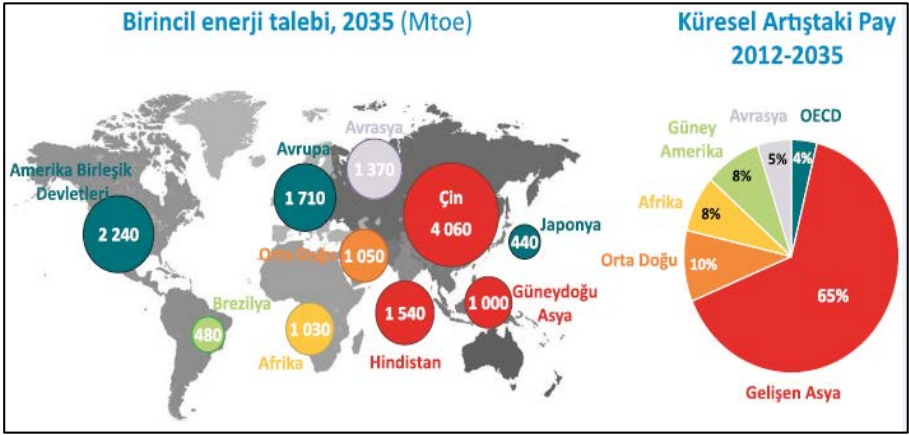 Birincil enerji talebi, 2035 (Mtoe)
Amerika Birleşik
Devletleri
2 240
Avrupa
1 710
Avrasya
1 370
Çin
4 060
Japonya
440
Orta Doğu
1 050
Brezilya
480
Afrika
1 030
1 540
Hindistan
1 000
Güneydoğu
Asya
Küresel Artıştaki Pay
2012-2035
OECD
4%
Avrasya
5%
Güney
Amerika
8%
Afrika
8%
Orta Doğu
10%
65%
Gelişen Asya